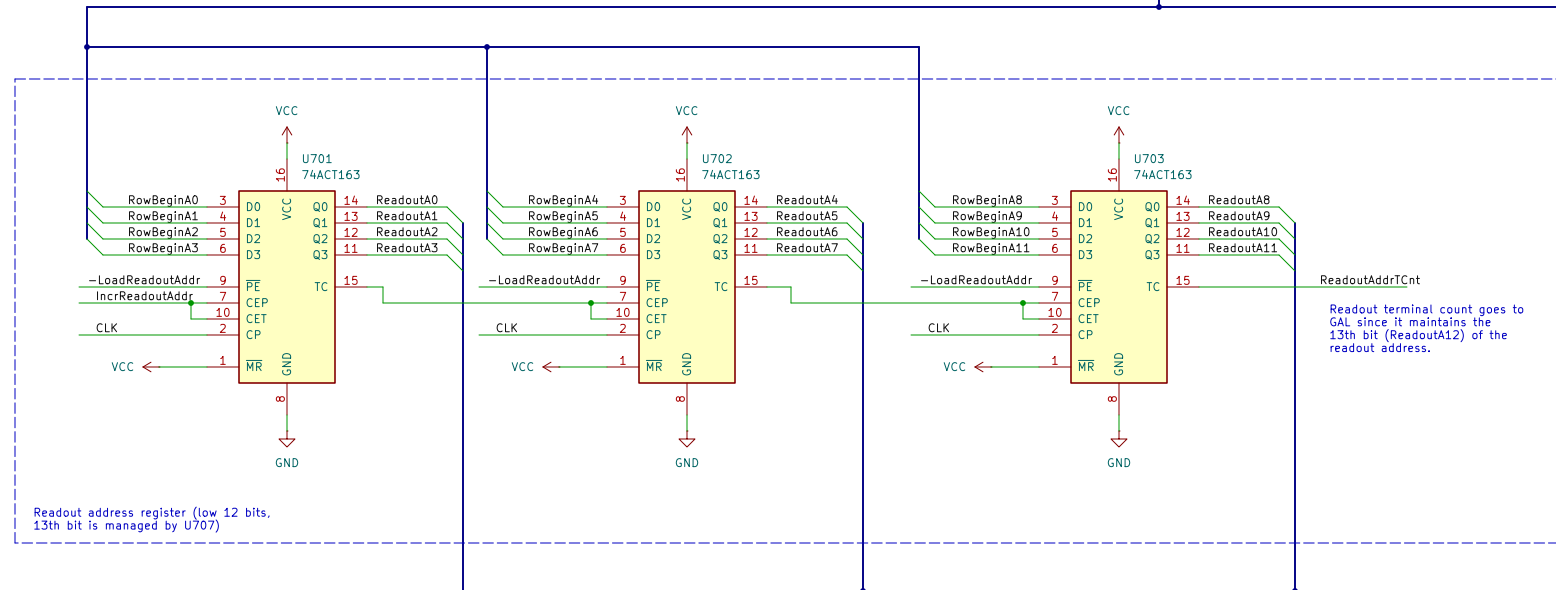 VCC
VCC
VCC
U701
74ACT163
U702
74ACT163
U703
74ACT163
16
16
16
VCC
VCC
VCC
RowBeginA0 3 D0 Q0 14 ReadoutA0
RowBeginA1 4 D1 Q1 13 ReadoutA1
RowBeginA2 5 D2 Q2 12 ReadoutA2
RowBeginA3 6 D3 Q3 11 ReadoutA3
-LoadReadoutAddr 9 PE TC 15
IncrReadoutAddr 7 CEP
10 CET
CLK 2 CP
VCC 1 MR
GND
8
GND
RowBeginA4 3 D0 Q0 14 ReadoutA4
RowBeginA5 4 D1 Q1 13 ReadoutA5
RowBeginA6 5 D2 Q2 12 ReadoutA6
RowBeginA7 6 D3 Q3 11 ReadoutA7
-LoadReadoutAddr 9 PE TC 15
7 CEP
10 CET
CLK 2 CP
VCC 1 MR
GND
8
GND
RowBeginA8 3 D0 Q0 14 ReadoutA8
RowBeginA9 4 D1 Q1 13 ReadoutA9
RowBeginA10 5 D2 Q2 12 ReadoutA10
RowBeginA11 6 D3 Q3 11 ReadoutA11
-LoadReadoutAddr 9 PE TC 15 ReadoutAddrTCnt
7 CEP
10 CET
CLK 2 CP
VCC 1 MR
GND
8
GND
Readout terminal count goes to
GAL since it maintains the
13th bit (ReadoutA12) of the
readout address.
Readout address register (low 12 bits,
13th bit is managed by U707)